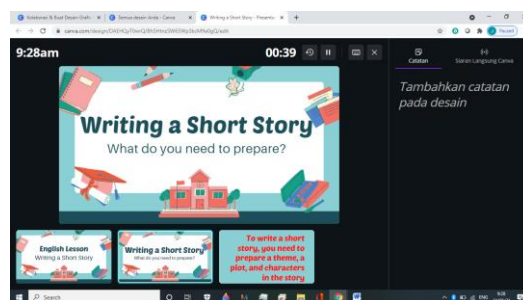 Kolaborasi & Buat Desain Grafis
Semua desain Anda - Canva
Writing a Short Story - Presentas
9:28am
00:39
Catatan
Siaran Langsung Canva
Tambahkan catatan
pada desain
Writing a Short Story
What do you need to prepare?
English Lesson
Writing a Short Story
Writing a Short Story
What do you need to prepare?
To write a short
story, you need to
prepare a theme, a
plot, and characters
in the story
Search
ENG